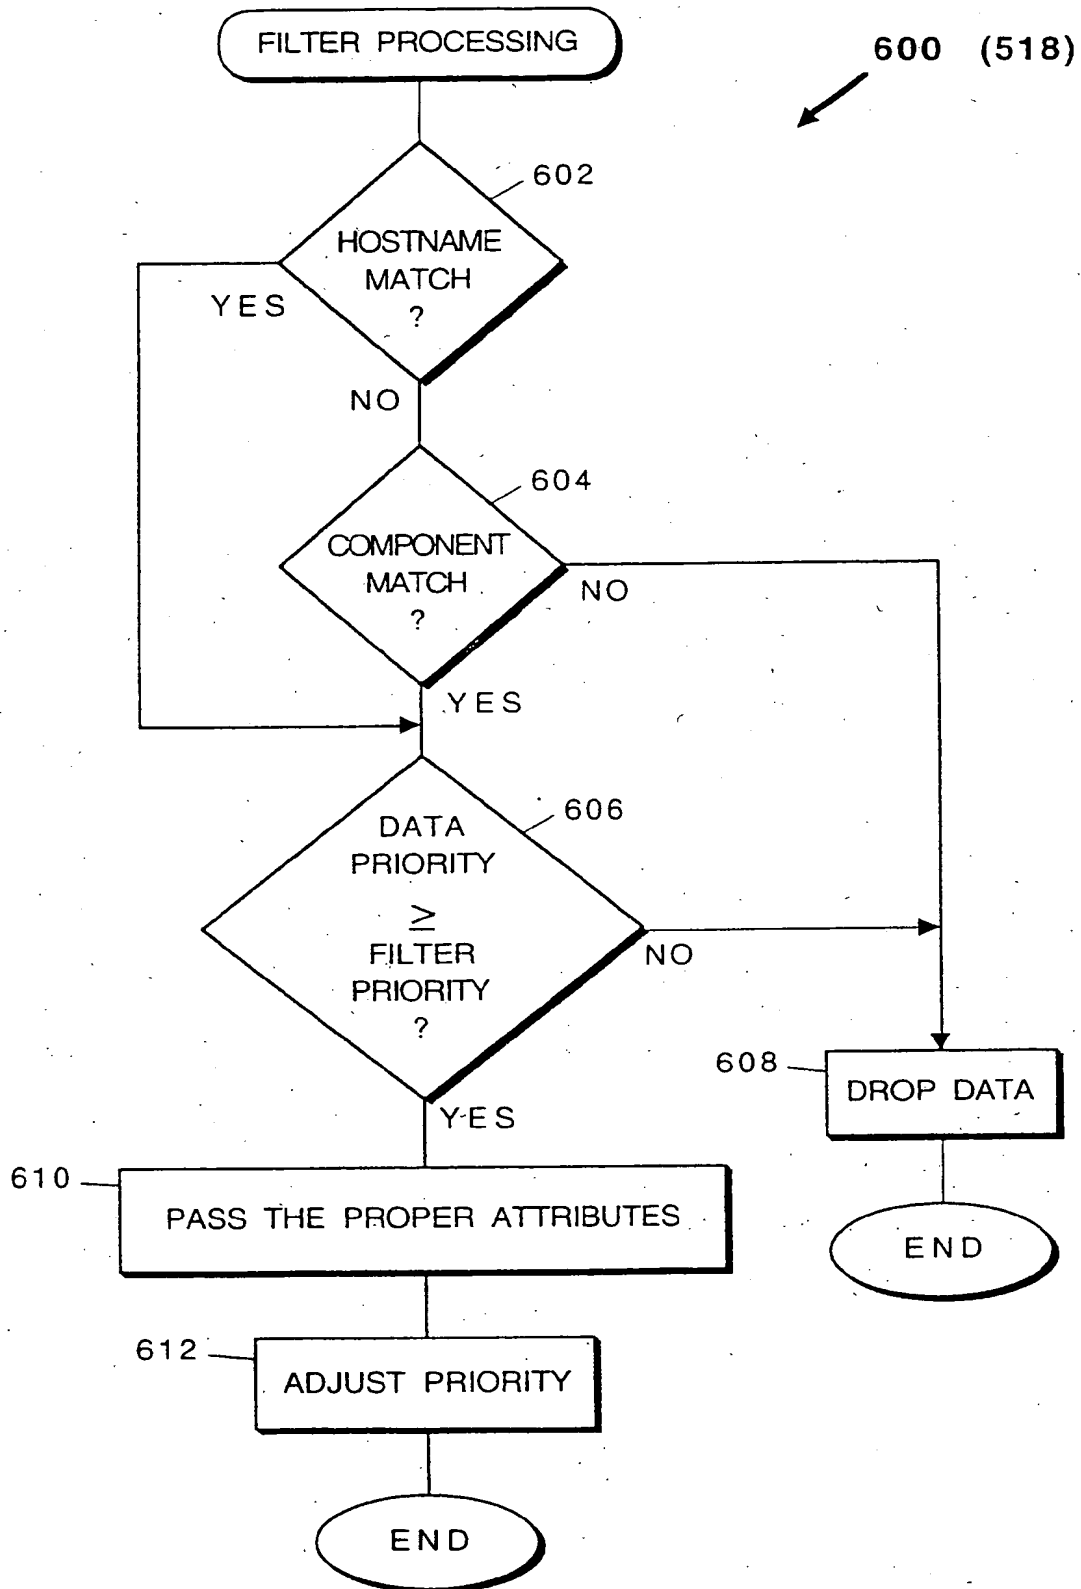 FILTER PROCESSING
600 (518)
602
HOSTNAME
MATCH
?
YES
NO
604
COMPONENT
MATCH
?
NO
YES
606
DATA
PRIORITY
≥
FILTER
PRIORITY
?
NO
YES
608
DROP DATA
610
PASS THE PROPER ATTRIBUTES
END
612
ADJUST PRIORITY
END